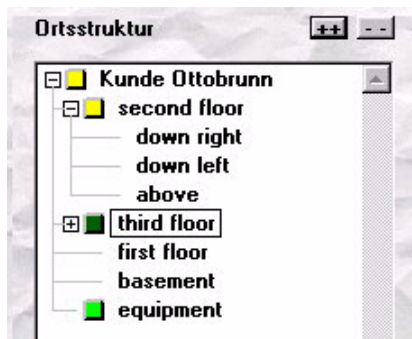 Ortsstruktur ++ --
Kunde Ottobrunn
second floor
down right
down left
above
third floor
first floor
basement
equipment